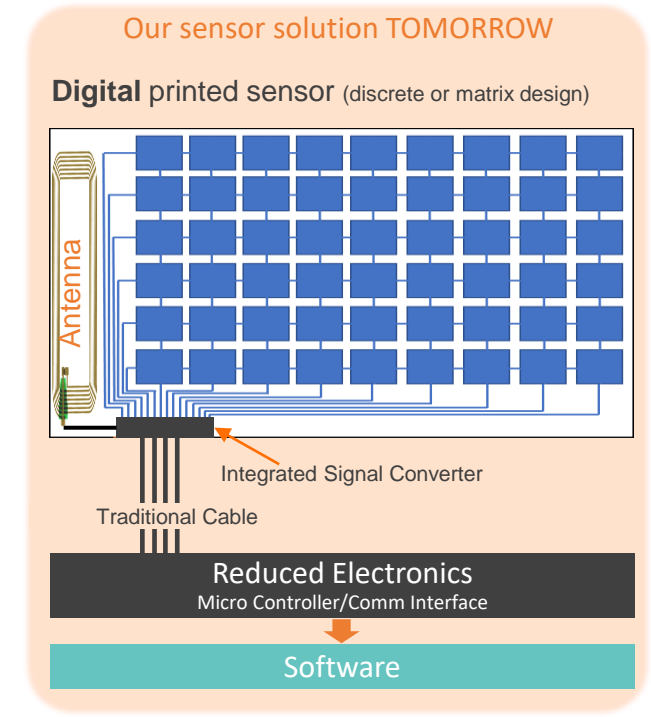 Our sensor solution TOMORROW
Digital printed sensor (discrete or matrix design)
Antenna
Integrated Signal Converter
Traditional Cable
Reduced Electronics
Micro Controller/Comm Interface
Software